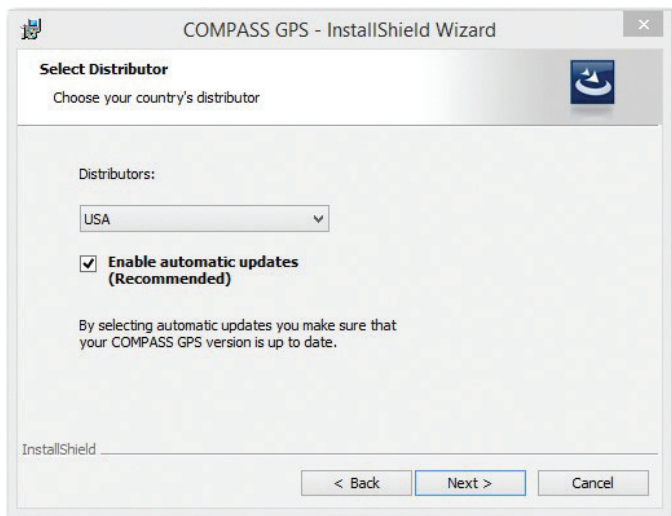 COMPASS GPS - InstallShield Wizard
Select Distributor
Choose your country's distributor
Distributors:
USA
Enable automatic updates
(Recommended)
By selecting automatic updates you make sure that
your COMPASS GPS version is up to date.
InstallShield
< Back Next > Cancel